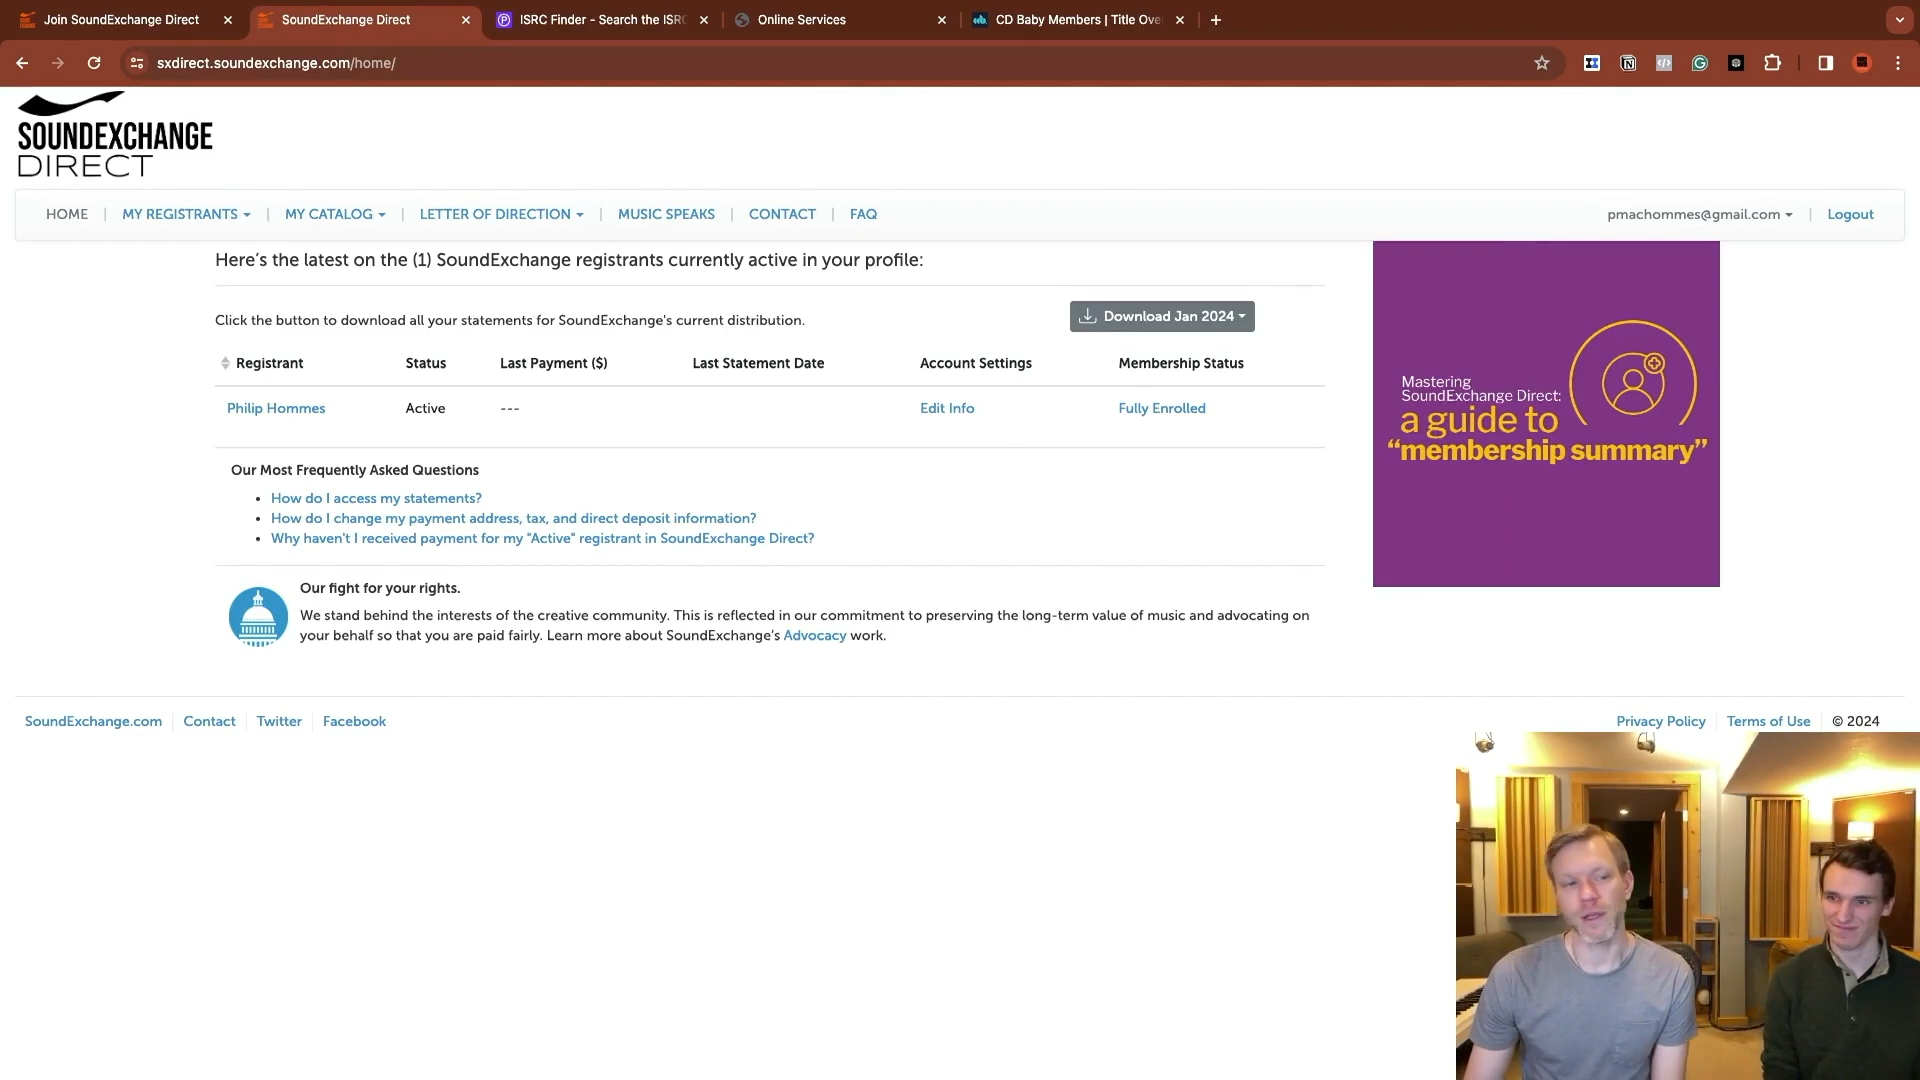 Join SoundExchange Direct
SoundExchange Direct
ISRC Finder - Search the ISRC
Online Services
CD Baby Members | Title Ove
sxdirect.soundexchange.com/home/
SOUNDEXCHANGE
DIRECT
HOME | MY REGISTRANTS | MY CATALOG | LETTER OF DIRECTION | MUSIC SPEAKS | CONTACT | FAQ
pmachommes@gmail.com | Logout
Here's the latest on the (1) SoundExchange registrants currently active in your profile:
Click the button to download all your statements for SoundExchange's current distribution.
Download Jan 2024
Registrant Status Last Payment ($) Last Statement Date Account Settings Membership Status
Philip Hommes Active --- Edit Info Fully Enrolled
Our Most Frequently Asked Questions
• How do I access my statements?
• How do I change my payment address, tax, and direct deposit information?
• Why haven't I received payment for my "Active" registrant in SoundExchange Direct?
Our fight for your rights.
We stand behind the interests of the creative community. This is reflected in our commitment to preserving the long-term value of music and advocating on
your behalf so that you are paid fairly. Learn more about SoundExchange's Advocacy work.
Mastering
SoundExchange Direct:
a guide to
“membership summary”
SoundExchange.com Contact Twitter Facebook
Privacy Policy Terms of Use © 2024